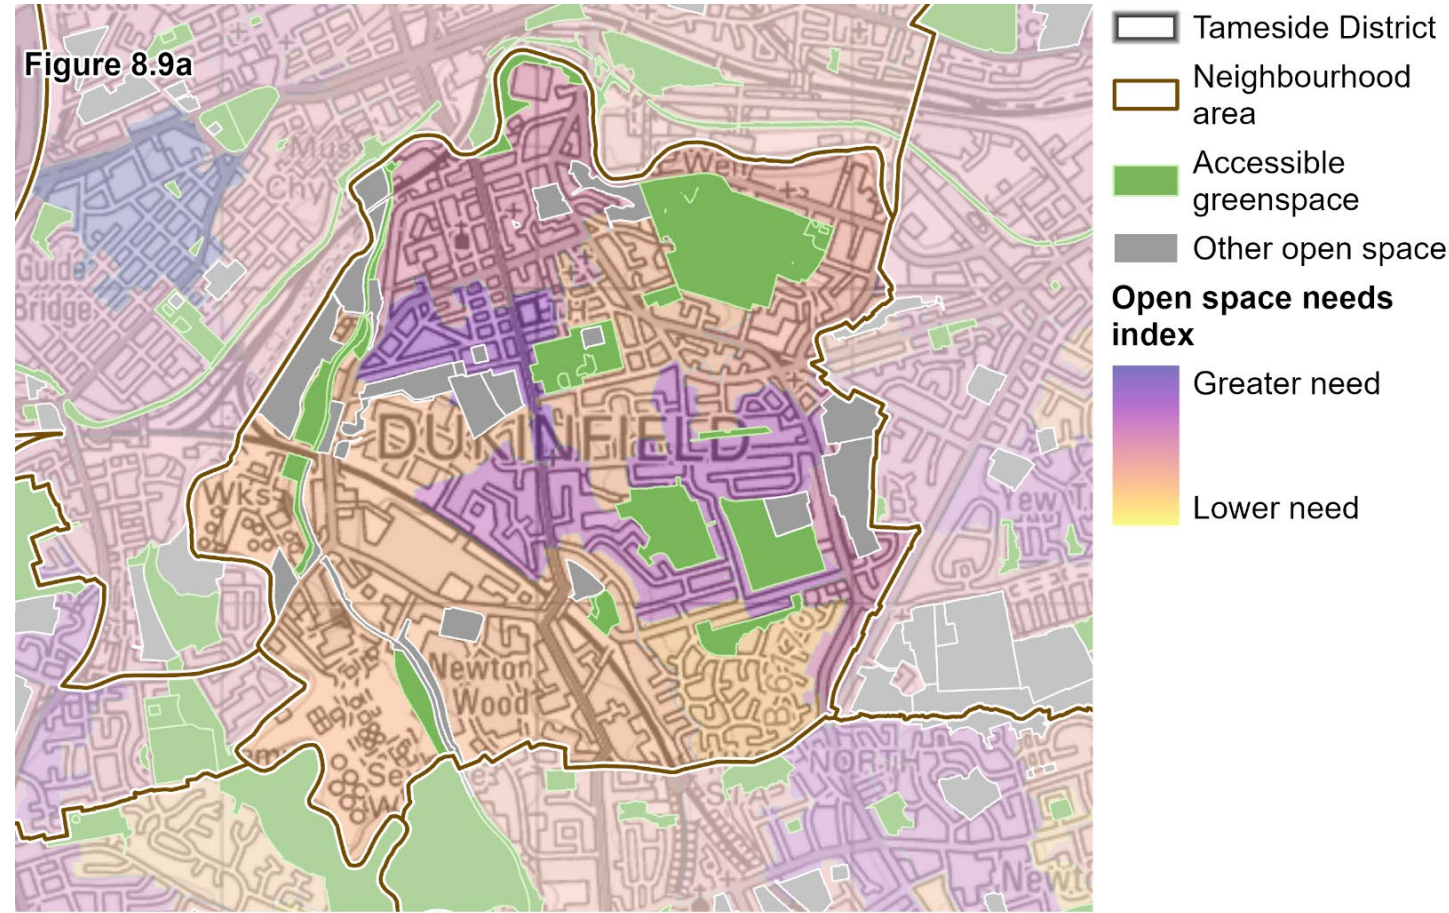 Figure 8.9a
Tameside District
Neighbourhood
area
Accessible
greenspace
Other open space
Open space needs
index
Greater need
Lower need
Guide
Bridge
DUKINFIELD
Wks
Newton
Wood
NORTH